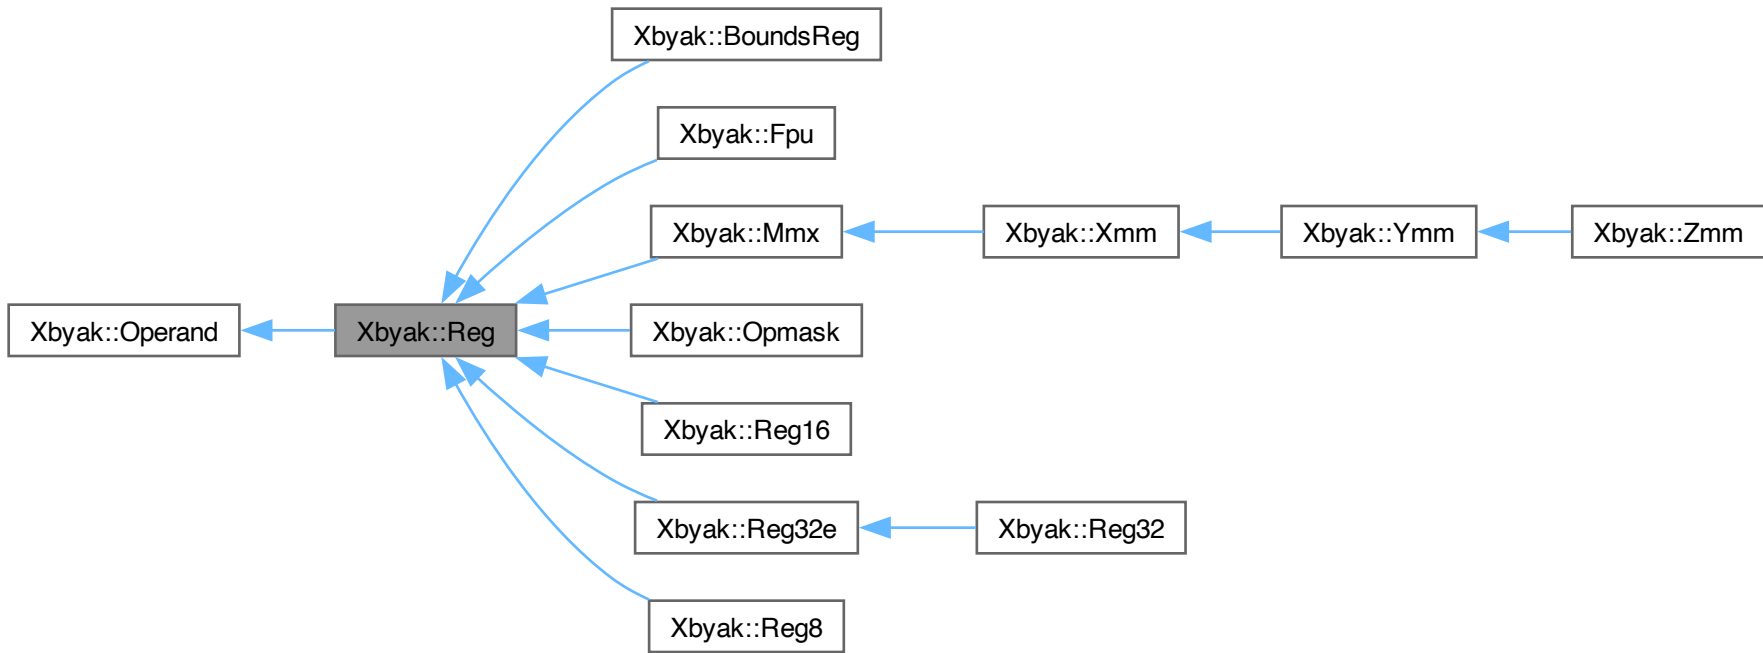 Xbyak::BoundsReg
Xbyak::Fpu
Xbyak::Mmx
Xbyak::Xmm
Xbyak::Ymm
Xbyak::Zmm
Xbyak::Operand
Xbyak::Reg
Xbyak::Opmask
Xbyak::Reg16
Xbyak::Reg32e
Xbyak::Reg32
Xbyak::Reg8